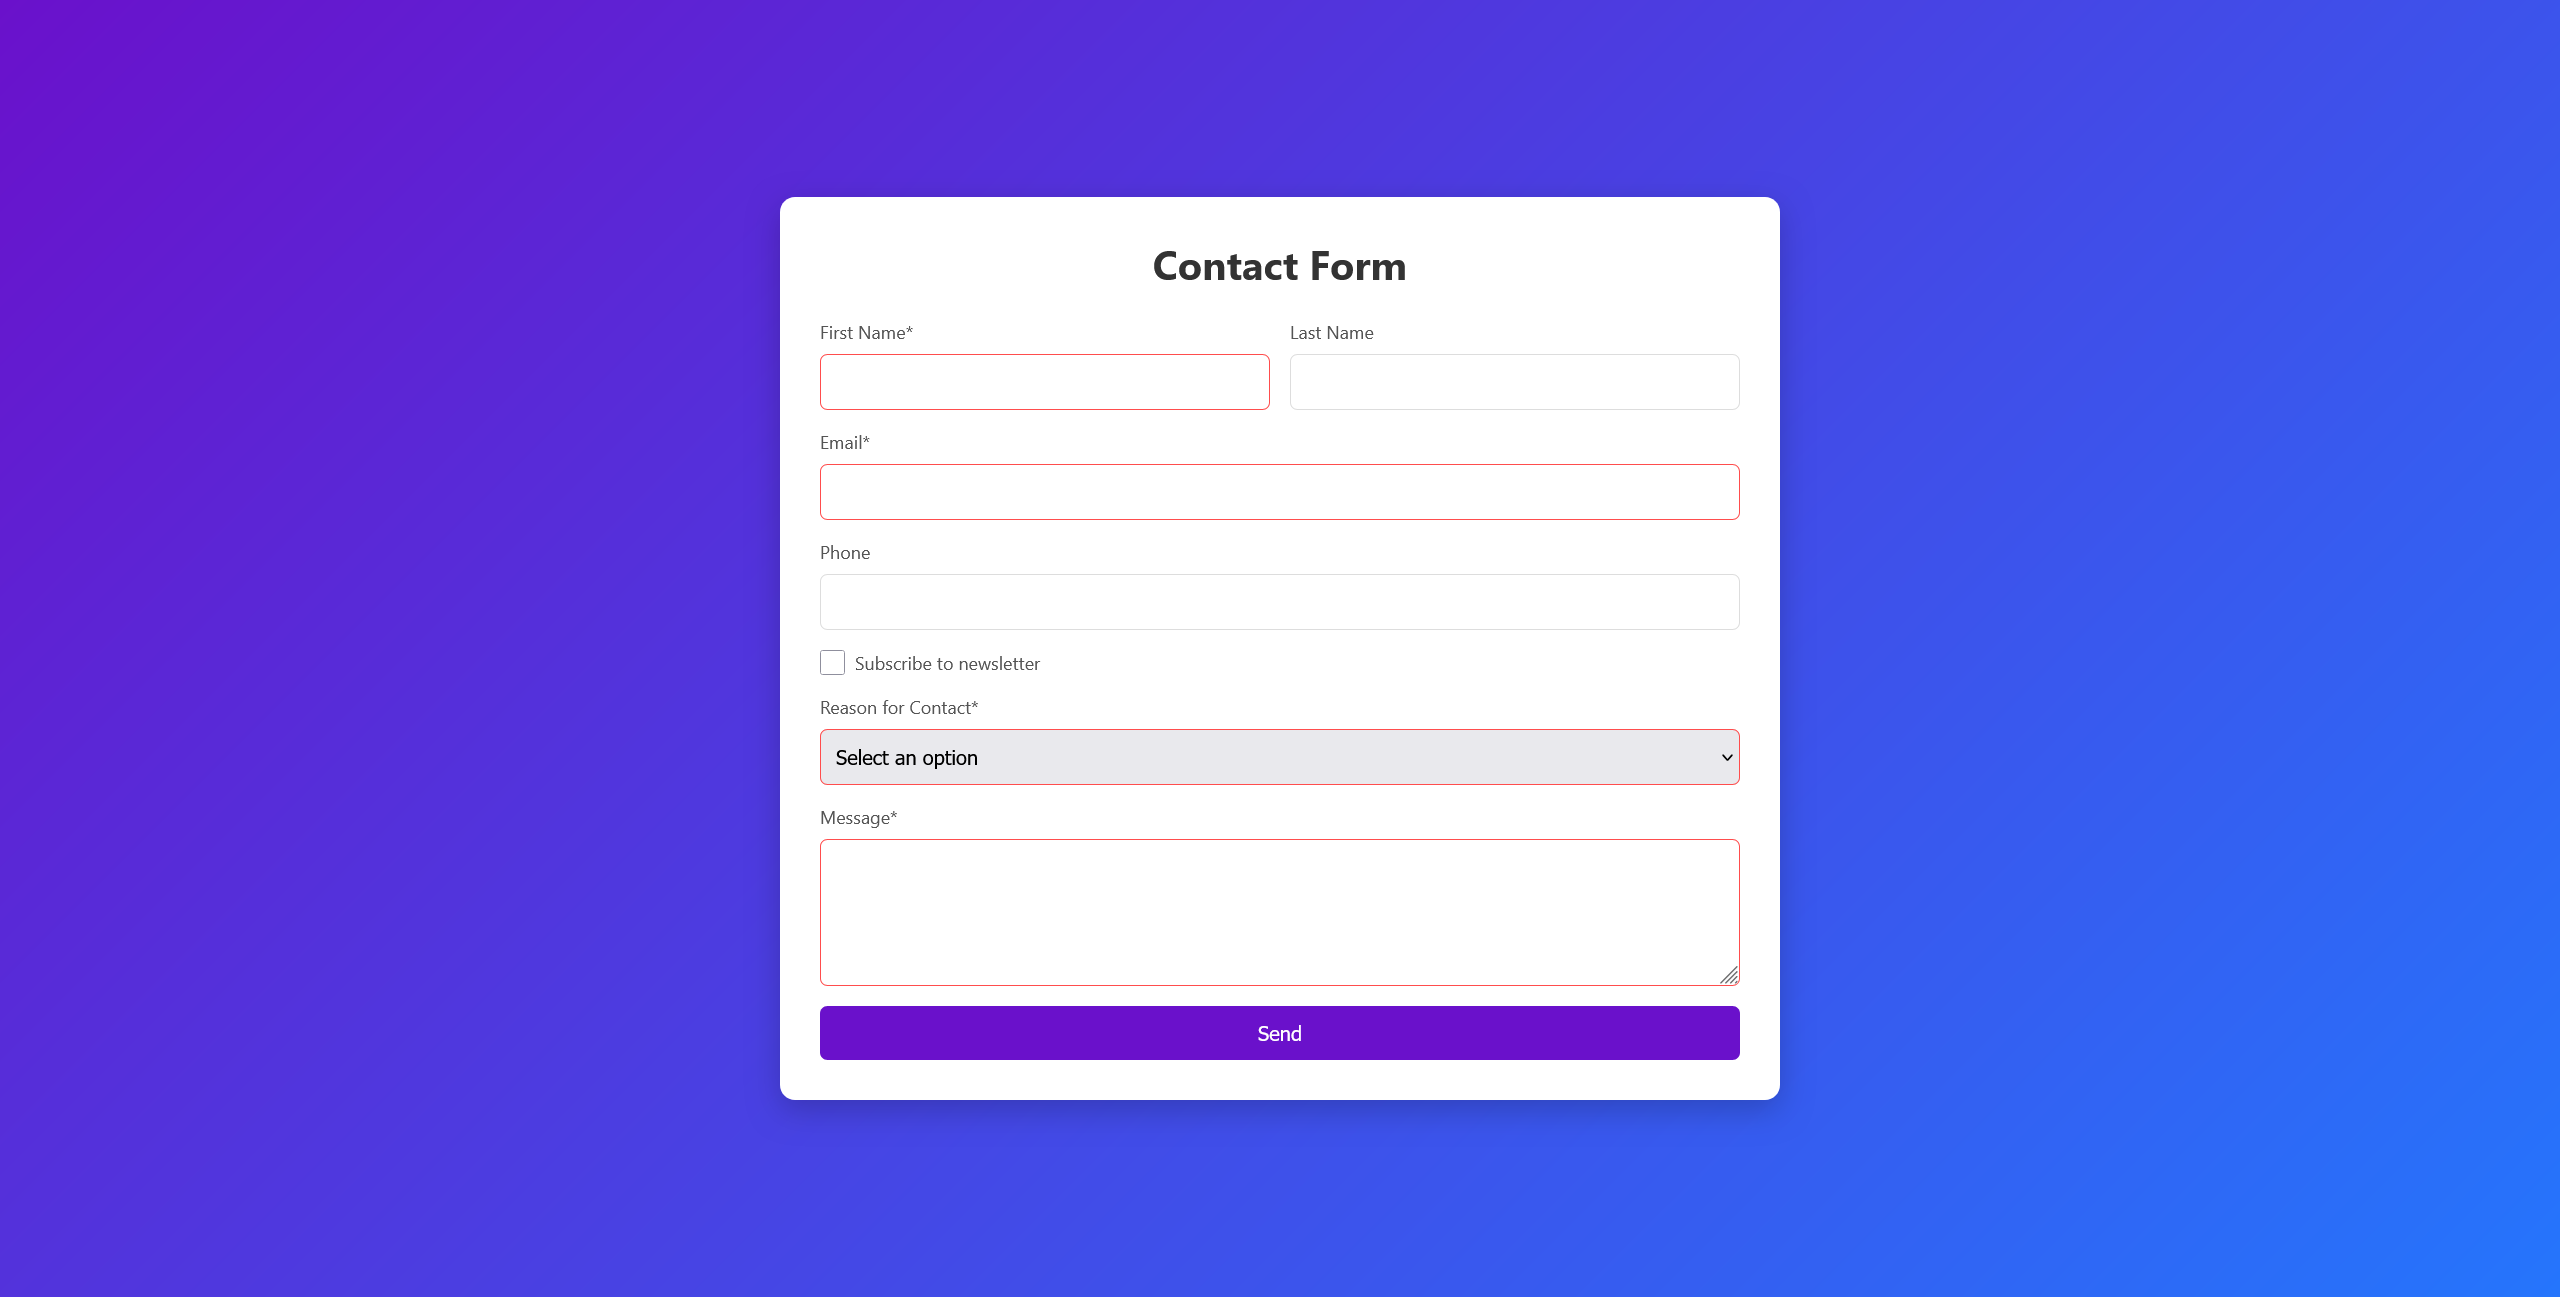 Contact Form
First Name*
Last Name
Email*
Phone
Subscribe to newsletter
Reason for Contact*
Select an option
Message*
Send